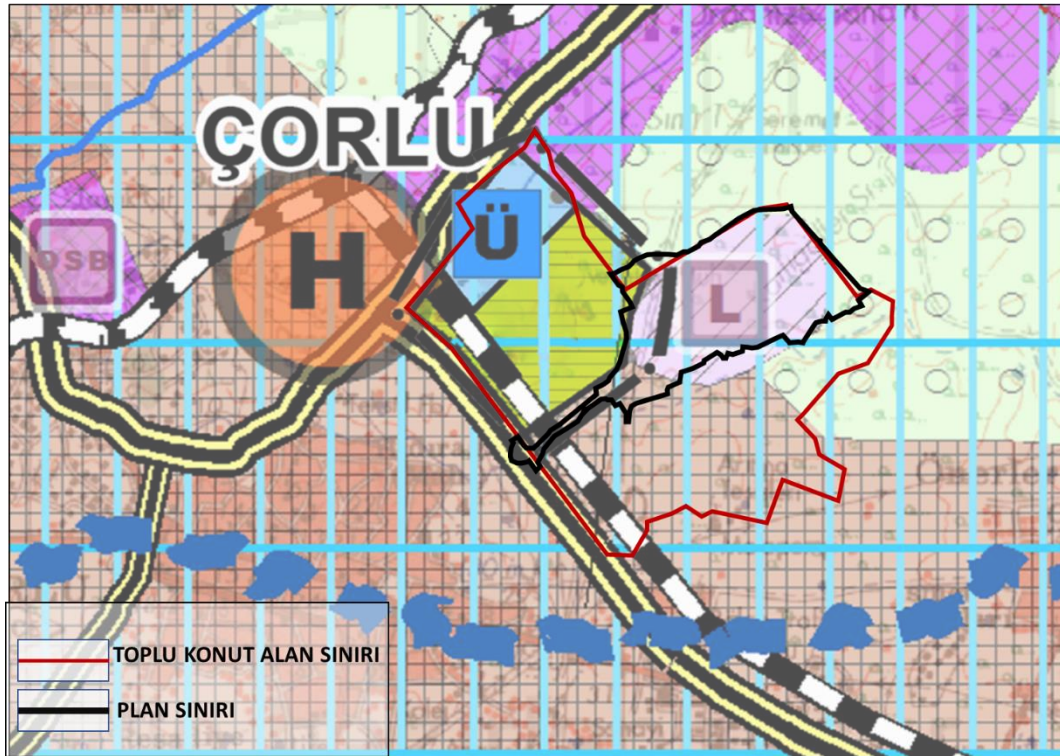 ÇORLU
OSB
H
Ü
L
TOPLU KONUT ALAN SINIRI
PLAN SINIRI